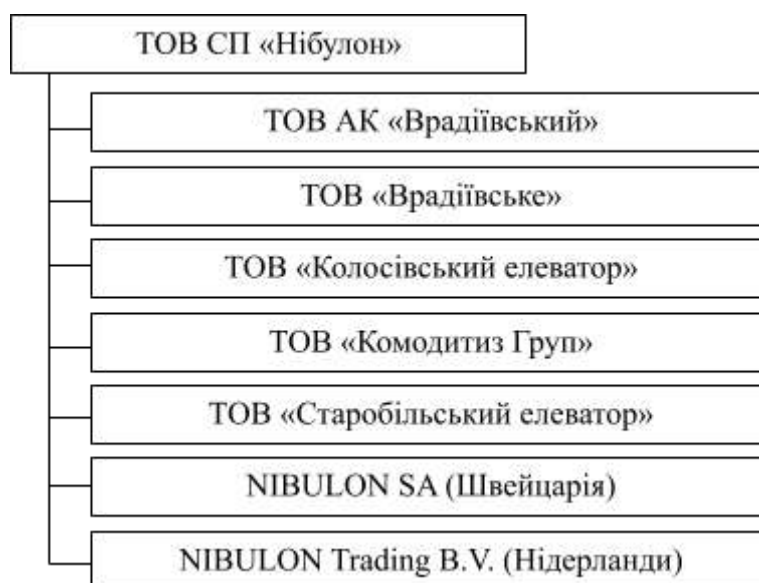 ТОВ СП «Нібулон»
ТОВ АК «Врадіївський»
ТОВ «Врадіївське»
ТОВ «Колосівський елеватор»
ТОВ «Комодитиз Груп»
ТОВ «Старобільський елеватор»
NIBULON SA (Швейцарія)
NIBULON Trading B.V. (Нідерланди)